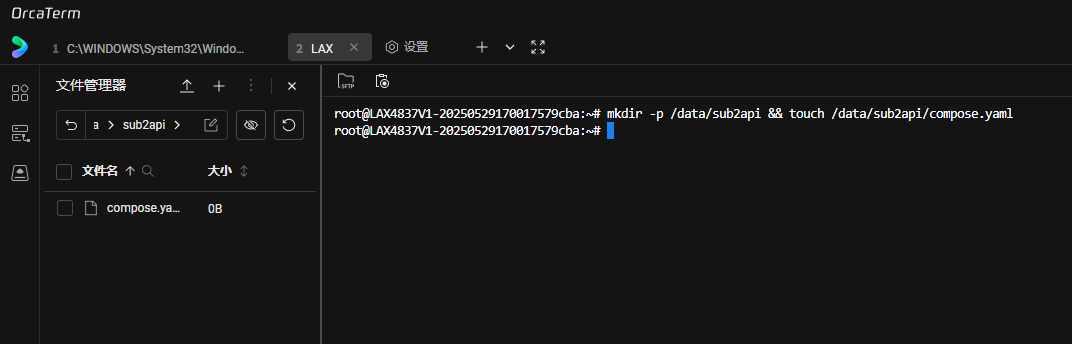 OrcaTerm
1 C:\WINDOWS\System32\Windo...
2 LAX
设置
文件管理器
SFTP
a > sub2api >
文件名 大小
compose.ya... 0B
root@LAX4837V1-20250529170017579cba:~# mkdir -p /data/sub2api && touch /data/sub2api/compose.yaml
root@LAX4837V1-20250529170017579cba:~#